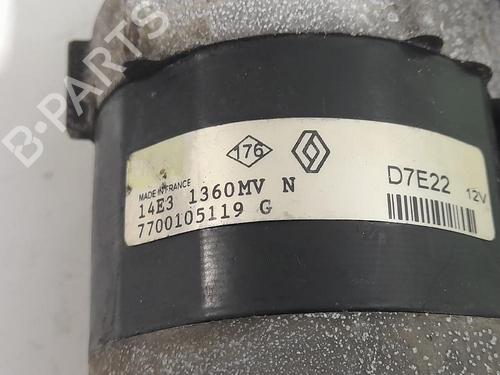 B-PARTS
176
MADE IN FRANCE
14E3 1360MV N
7700105119 G
D7E22
12V